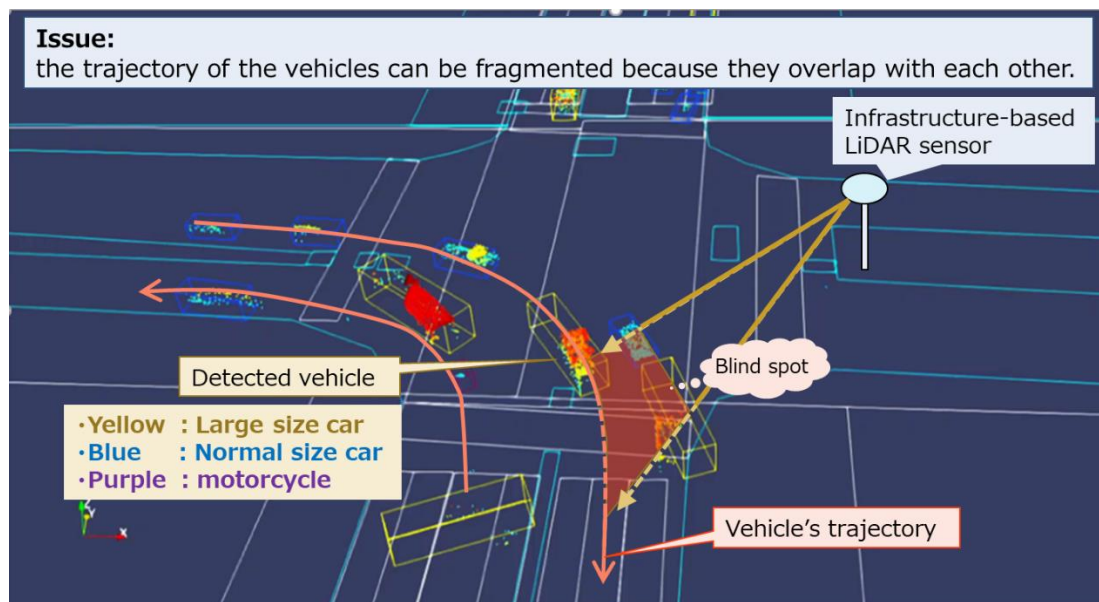 Issue:
the trajectory of the vehicles can be fragmented because they overlap with each other.
Infrastructure-based
LiDAR sensor
Blind spot
Detected vehicle
・Yellow : Large size car
・Blue : Normal size car
・Purple : motorcycle
Vehicle’s trajectory
Z
Y
X